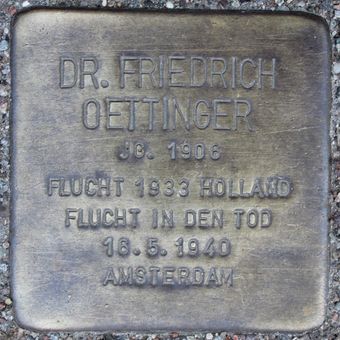 DR. FRIEDRICH
OETTINGER
JG. 1906
FLUCHT 1933 HOLLAND
FLUCHT IN DEN TOD
16.5.1940
AMSTERDAM